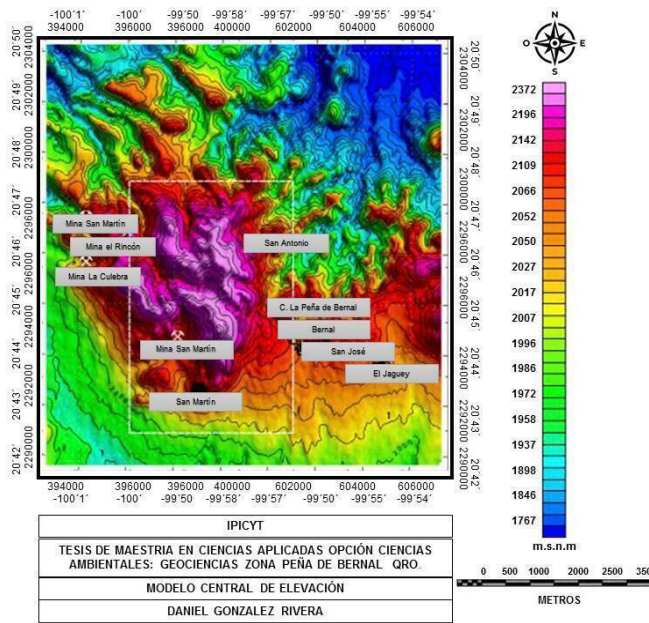 -100°1´ -100° -99°50 -99°58 -99°57 -99°50´ -99°55´ -99°54´
394000 396000 396000 400000 602000 604000 606000
20°50´ 20°49´ 20°48´ 20°47´ 20°46´ 20°45´ 20°44´ 20°43´ 20°42´
2304000 2302000 2300000 2296000 2296000 2294000 2262000 2290000
Mina San Martín
Mina el Rincón
Mina La Culebra
San Antonio
C. La Peña de Bernal
Bernal
Mina San Martín
San José
El Jaguey
San Martín
20°50´ 20°49´ 20°48´ 20°47´ 20°46´ 20°45´ 20°44´ 20°43´ 20°42´
2304000 2302000 2300000 2296000 2296000 2294000 2292000 2290000
394000 396000 396000 400000 602000 604000 606000
-100°1´ -100° -99°50 -99°58 -99°57 -99°50 -99°55´ -99°54´
N
O E
S
2372
2196
2142
2109
2066
2052
2050
2027
2017
2007
1996
1986
1972
1958
1937
1898
1846
1767
m.s.n.m
0 500 1000 1500 2000 2500 350
METROS
IPICYT
TESIS DE MAESTRIA EN CIENCIAS APLICADAS OPCIÓN CIENCIAS
AMBIENTALES: GEOCIENCIAS ZONA PEÑA DE BERNAL QRO.
MODELO CENTRAL DE ELEVACIÓN
DANIEL GONZALEZ RIVERA